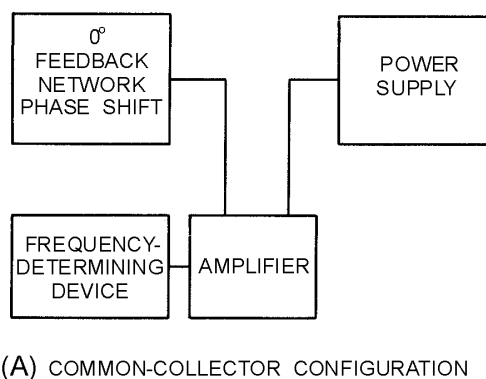 0°
FEEDBACK
NETWORK
PHASE SHIFT
POWER
SUPPLY
FREQUENCY-
DETERMINING
DEVICE
AMPLIFIER
(A) COMMON-COLLECTOR CONFIGURATION